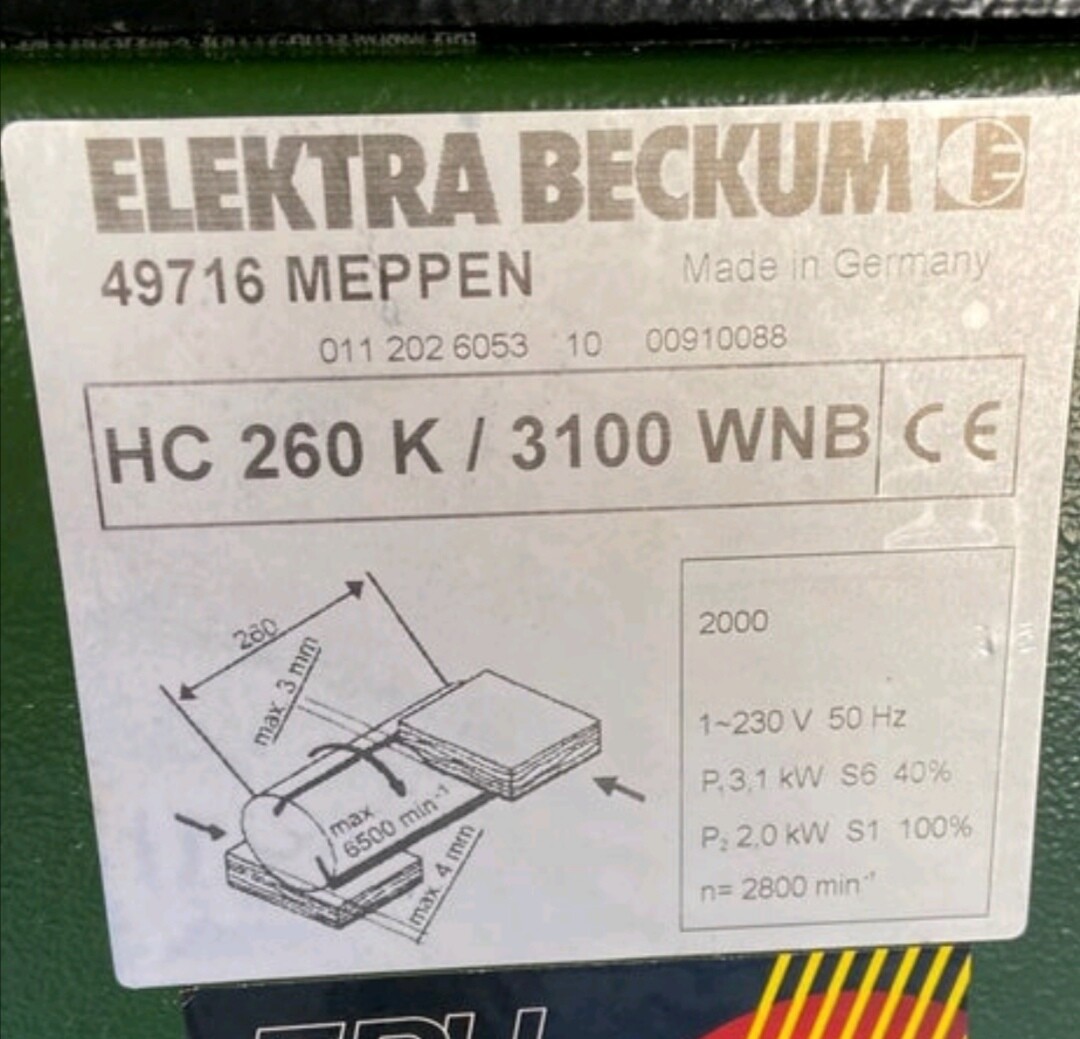 ELEKTRA BECKUM E
49716 MEPPEN
Made in Germany
011 202 6053 10 00910088
HC 260 K / 3100 WNB CE
260
max. 3 mm
max
6500 min⁻¹
max. 4 mm
2000
1~230 V 50 Hz
P, 3,1 kW S6 40%
P₂ 2,0 kW S1 100%
n= 2800 min⁻¹